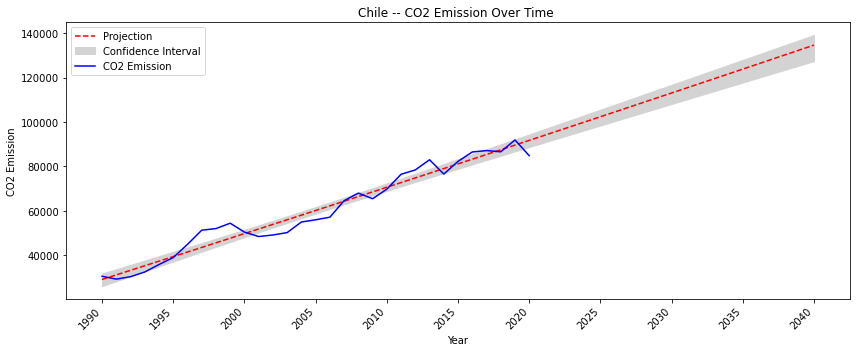 Chile -- CO2 Emission Over Time
Projection
Confidence Interval
CO2 Emission
140000
120000
100000
80000
60000
40000
CO2 Emission
1990
1995
2000
2005
2010
2015
2020
2025
2030
2035
2040
Year